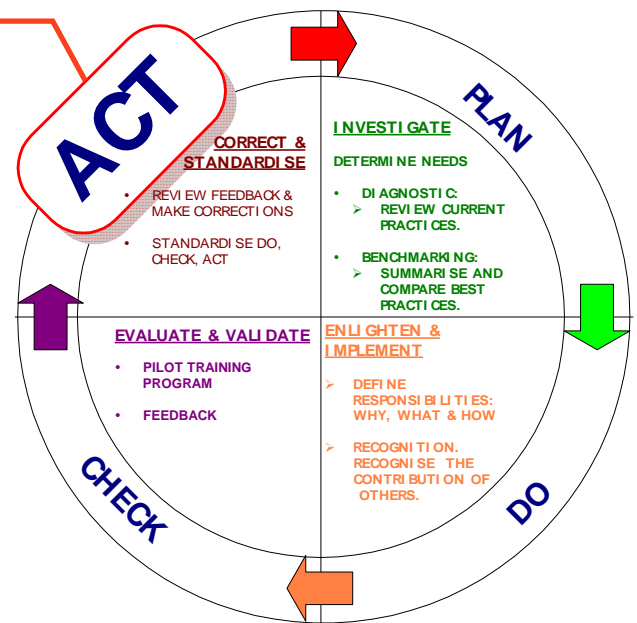 ACT
PLAN
CORRECT &
STANDARDISE
• REVIEW FEEDBACK &
MAKE CORRECTIONS
• STANDARDISE DO,
CHECK, ACT
INVESTIGATE
DETERMINE NEEDS
• DIAGNOSTIC:
➢ REVIEW CURRENT
PRACTICES.
• BENCHMARKING:
➢ SUMMARISE AND
COMPARE BEST
PRACTICES.
EVALUATE & VALIDATE
• PILOT TRAINING
PROGRAM
• FEEDBACK
ENLIGHTEN &
IMPLEMENT
➢ DEFINE
RESPONSIBILITIES:
WHY, WHAT & HOW
➢ RECOGNITION.
RECOGNISE THE
CONTRIBUTION OF
OTHERS.
CHECK
DO